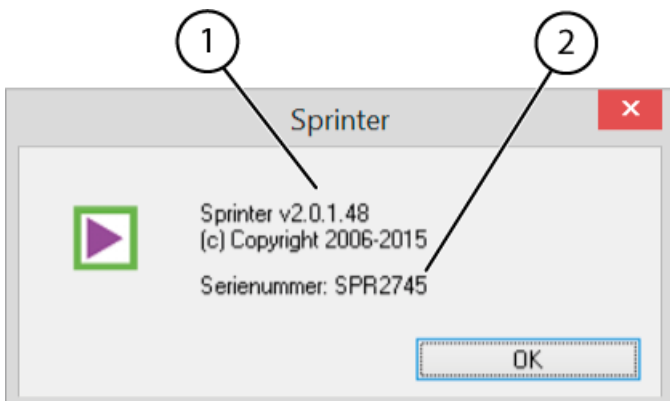 1 2
Sprinter
Sprinter v2.0.1.48
(c) Copyright 2006-2015
Serienummer: SPR2745
OK